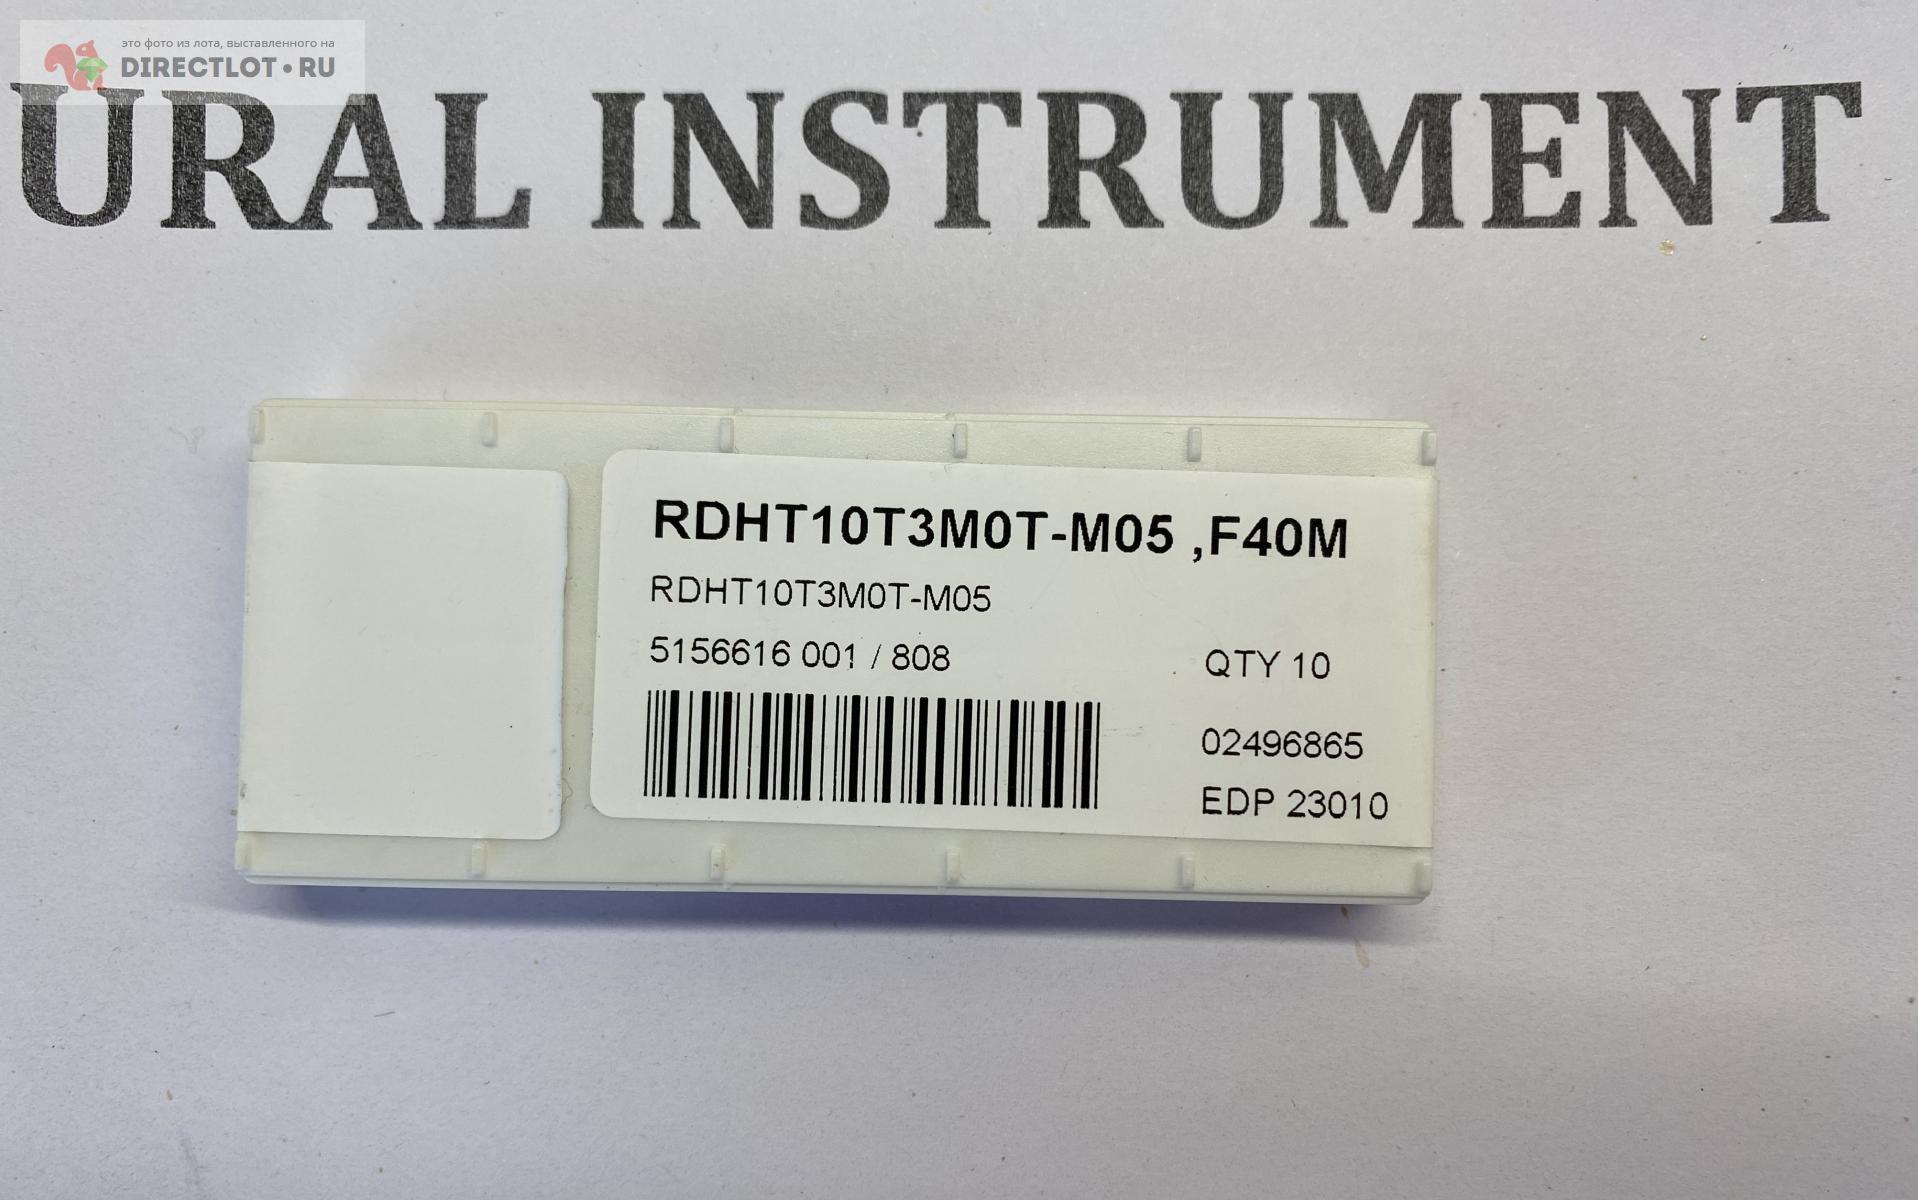 это фото из лота, выставленного на
DIRECTLOT•RU
URAL INSTRUMENT
RDHT10T3M0T-M05 ,F40M
RDHT10T3M0T-M05
5156616 001 / 808
QTY 10
02496865
EDP 23010